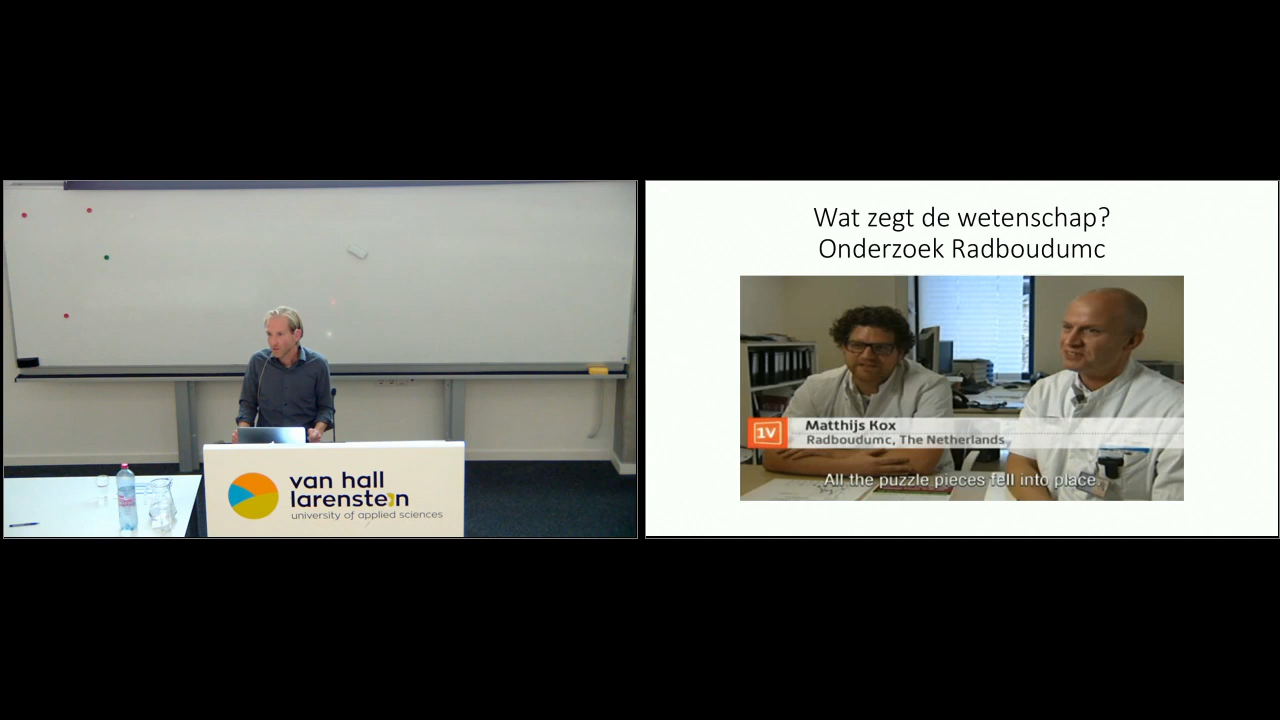 van hall
larenstein
university of applied sciences
Wat zegt de wetenschap?
Onderzoek Radboudumc
1V
Matthijs Kox
Radboudumc, The Netherlands
All the puzzle pieces fell into place.